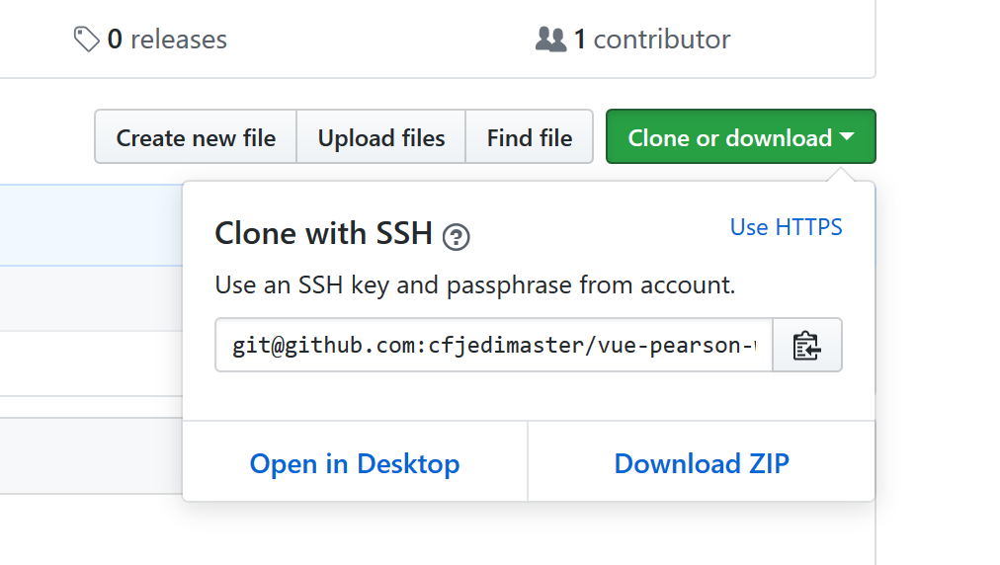 0 releases
1 contributor
Create new file
Upload files
Find file
Clone or download
Clone with SSH ?
Use HTTPS
Use an SSH key and passphrase from account.
git@github.com:cfjedimaster/vue-pearson-
Open in Desktop
Download ZIP